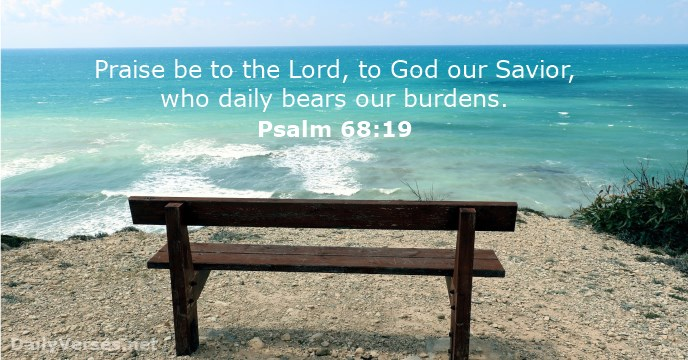 Praise be to the Lord, to God our Savior,
who daily bears our burdens.
Psalm 68:19
DailyVerses.net